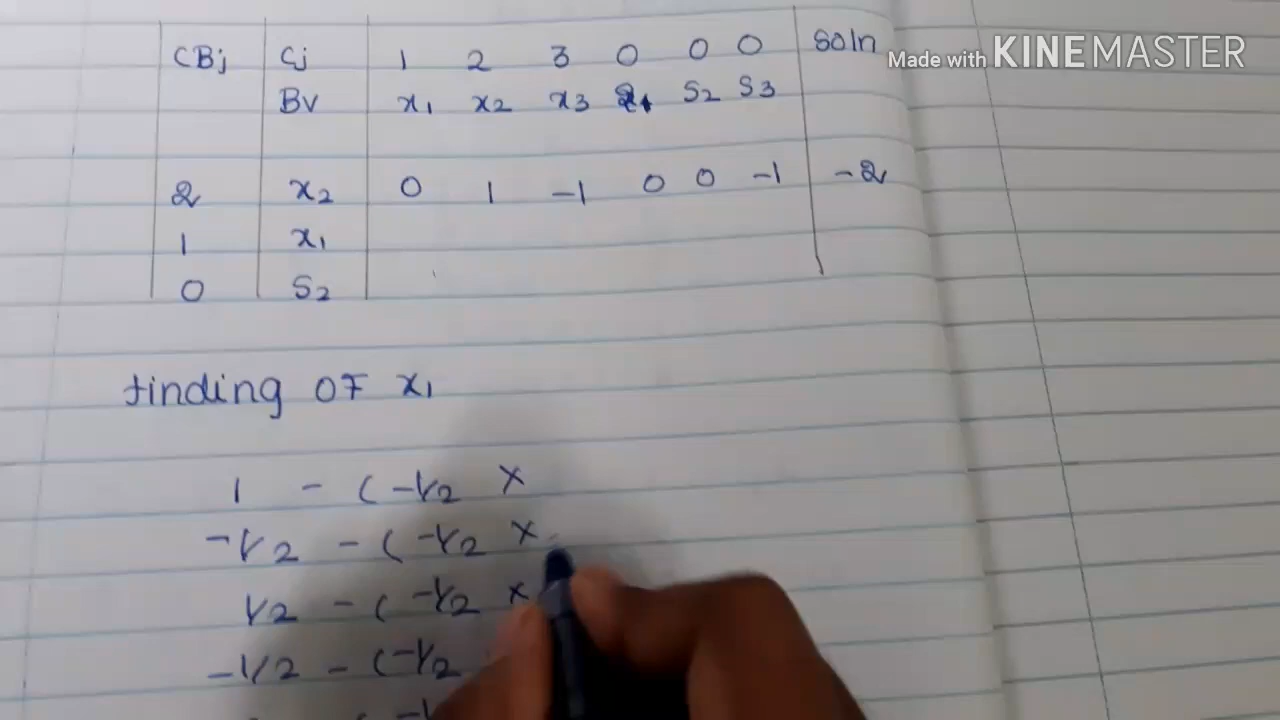 CBj Cj 1 2 3 0 0 0 Soln
Made with KINEMASTER
BV x1 x2 x3 S2 S3
2 x2 0 1 -1 0 0 -1 -2
1 x1
0 S2
finding of x1
1 - ( -1/2 ×
-1/2 - ( -1/2 ×
1/2 - ( -1/2 ×
-1/2 - ( -1/2